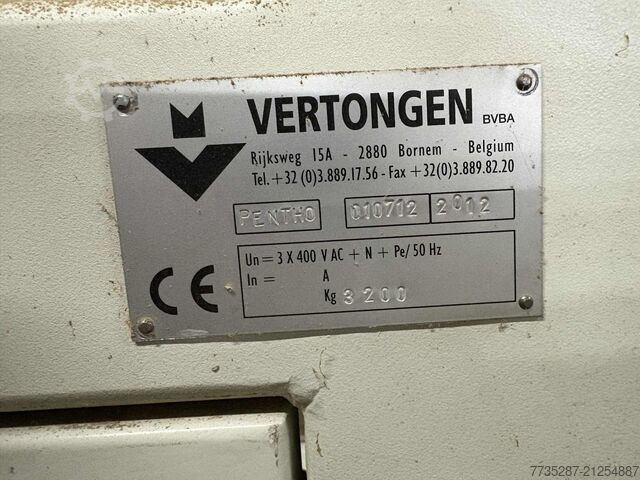 VERTONGEN BVBA
Rijksweg 15A - 2880 Bornem - Belgium
Tel.+32 (0)3.889.17.56 - Fax +32(0)3.889.82.20
PENTHO 010712 2012
Un = 3 X 400 V AC + N + Pe/ 50 Hz
In = A
Kg 3200
CE
7735287-21254887